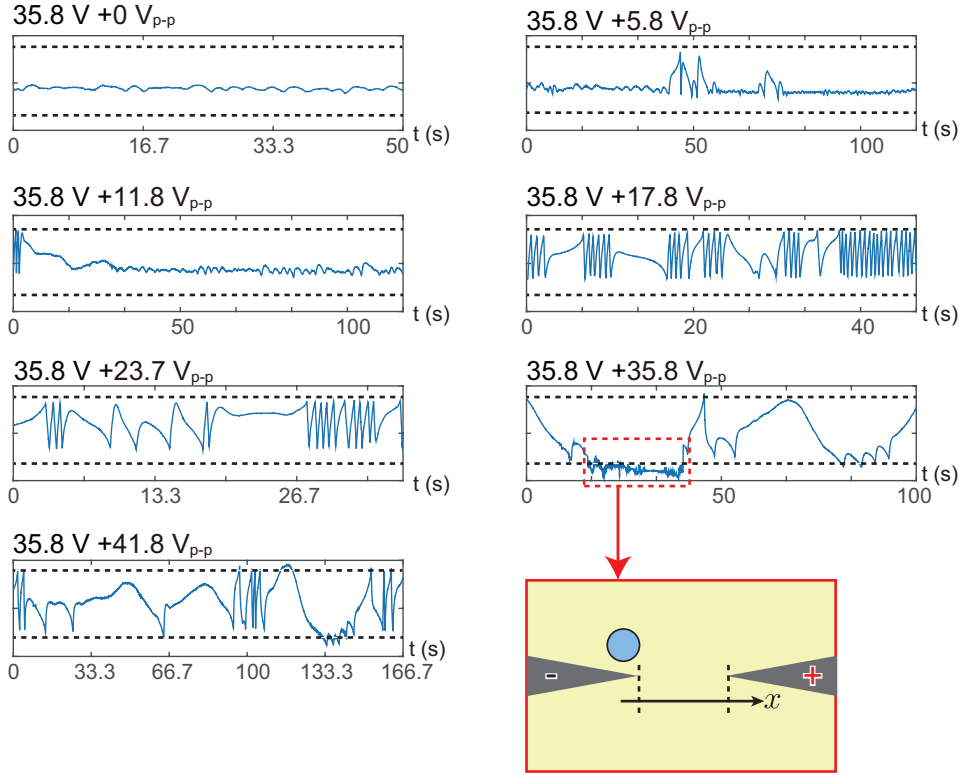 35.8 V +0 Vp-p
t (s)
0 16.7 33.3 50
35.8 V +5.8 Vp-p
t (s)
0 50 100
35.8 V +11.8 Vp-p
t (s)
0 50 100
35.8 V +17.8 Vp-p
t (s)
0 20 40
35.8 V +23.7 Vp-p
t (s)
0 13.3 26.7
35.8 V +35.8 Vp-p
t (s)
0 50 100
35.8 V +41.8 Vp-p
t (s)
0 33.3 66.7 100 133.3 166.7
- +
x